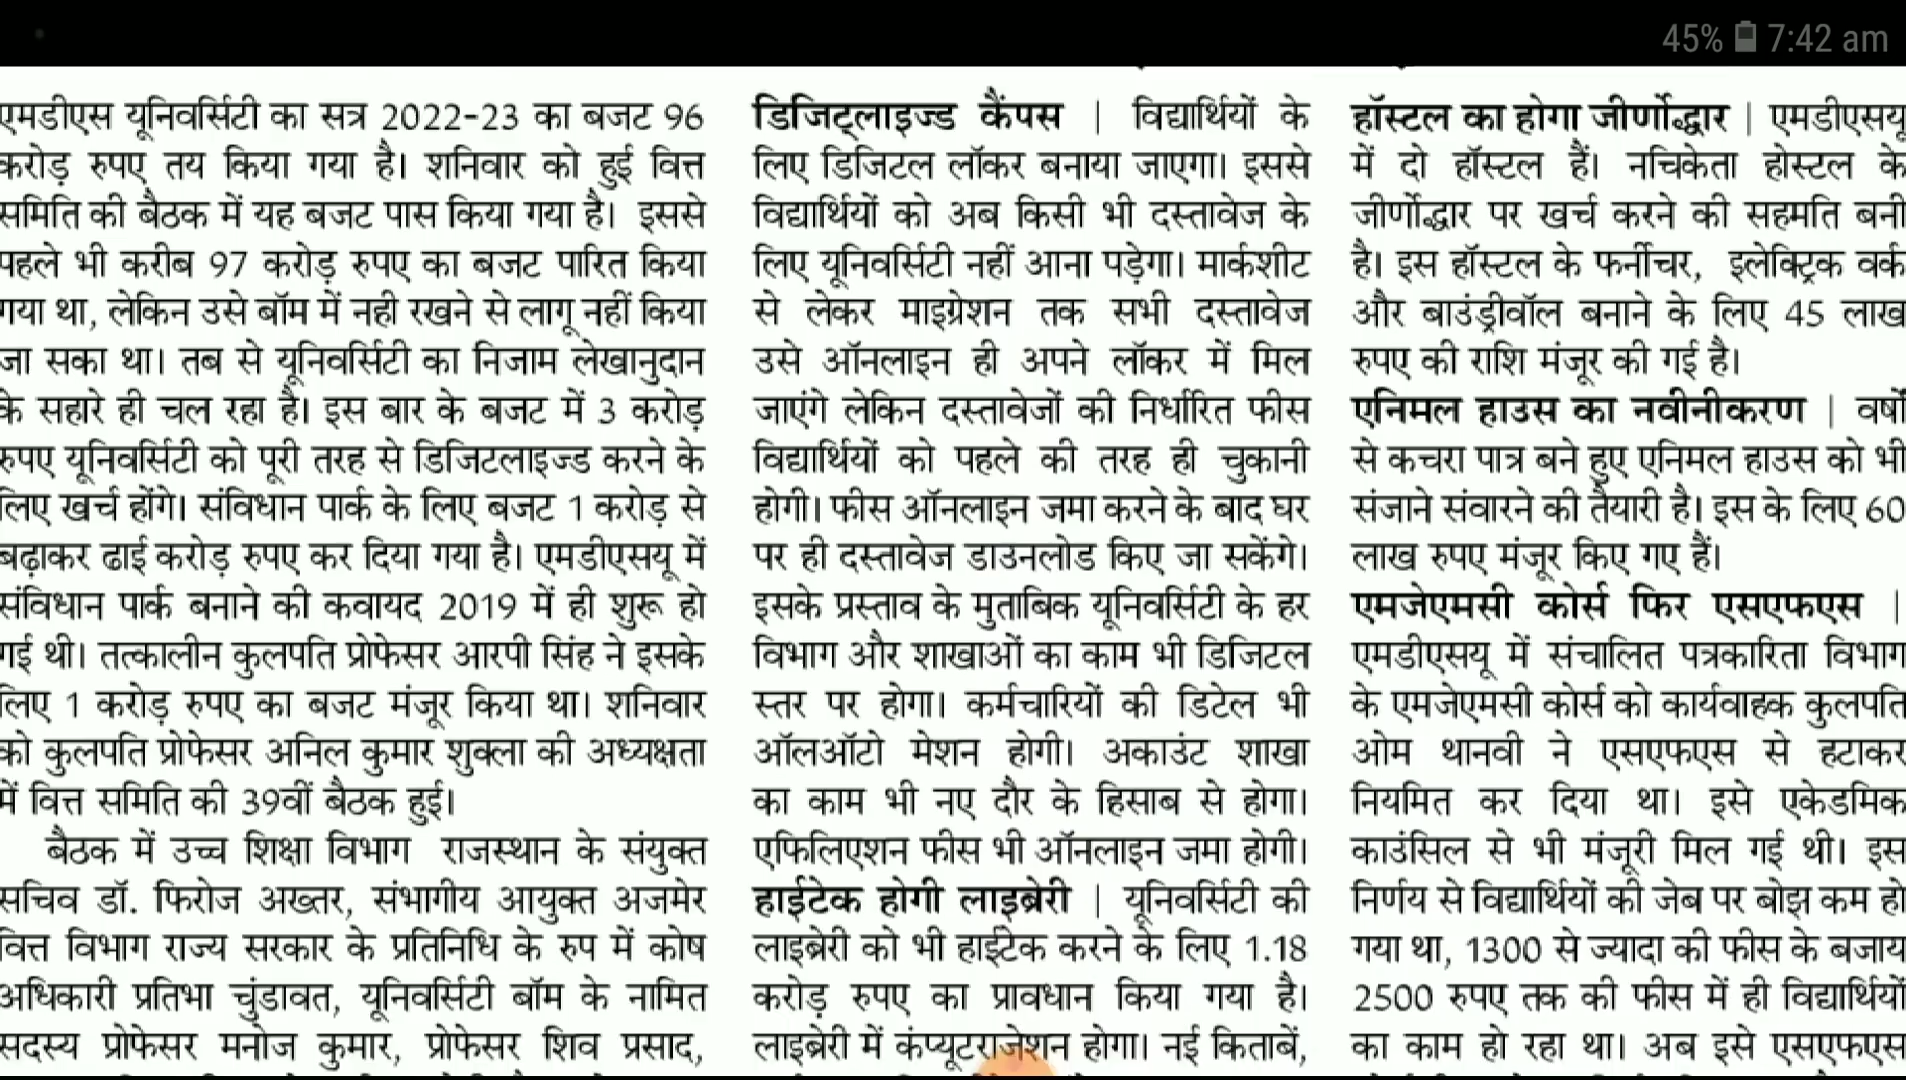 45% 7:42 am
एमडीएस यूनिवर्सिटी का सत्र 2022-23 का बजट 96
करोड़ रुपए तय किया गया है। शनिवार को हुई वित्त
समिति की बैठक में यह बजट पास किया गया है। इससे
पहले भी करीब 97 करोड़ रुपए का बजट पारित किया
गया था, लेकिन उसे बॉम में नही रखने से लागू नहीं किया
जा सका था। तब से यूनिवर्सिटी का निजाम लेखानुदान
के सहारे ही चल रहा है। इस बार के बजट में 3 करोड़
रुपए यूनिवर्सिटी को पूरी तरह से डिजिटलाइज्ड करने के
लिए खर्च होंगे। संविधान पार्क के लिए बजट 1 करोड़ से
बढ़ाकर ढाई करोड़ रुपए कर दिया गया है। एमडीएसयू में
संविधान पार्क बनाने की कवायद 2019 में ही शुरू हो
गई थी। तत्कालीन कुलपति प्रोफेसर आरपी सिंह ने इसके
लिए 1 करोड़ रुपए का बजट मंजूर किया था। शनिवार
को कुलपति प्रोफेसर अनिल कुमार शुक्ला की अध्यक्षता
में वित्त समिति की 39वीं बैठक हुई।
बैठक में उच्च शिक्षा विभाग राजस्थान के संयुक्त
सचिव डॉ. फिरोज अख्तर, संभागीय आयुक्त अजमेर
वित्त विभाग राज्य सरकार के प्रतिनिधि के रुप में कोष
अधिकारी प्रतिभा चुंडावत, यूनिवर्सिटी बॉम के नामित
सदस्य प्रोफेसर मनोज कुमार, प्रोफेसर शिव प्रसाद,
डिजिट्लाइज्ड कैंपस | विद्यार्थियों के
लिए डिजिटल लॉकर बनाया जाएगा। इससे
विद्यार्थियों को अब किसी भी दस्तावेज के
लिए यूनिवर्सिटी नहीं आना पड़ेगा। मार्कशीट
से लेकर माइग्रेशन तक सभी दस्तावेज
उसे ऑनलाइन ही अपने लॉकर में मिल
जाएंगे लेकिन दस्तावेजों की निर्धारित फीस
विद्यार्थियों को पहले की तरह ही चुकानी
होगी। फीस ऑनलाइन जमा करने के बाद घर
पर ही दस्तावेज डाउनलोड किए जा सकेंगे।
इसके प्रस्ताव के मुताबिक यूनिवर्सिटी के हर
विभाग और शाखाओं का काम भी डिजिटल
स्तर पर होगा। कर्मचारियों की डिटेल भी
ऑलऑटो मेशन होगी। अकाउंट शाखा
का काम भी नए दौर के हिसाब से होगा।
एफिलिएशन फीस भी ऑनलाइन जमा होगी।
हाईटेक होगी लाइब्रेरी | यूनिवर्सिटी की
लाइब्रेरी को भी हाईटेक करने के लिए 1.18
करोड़ रुपए का प्रावधान किया गया है।
लाइब्रेरी में कंप्यूटराजेशन होगा। नई किताबें,
हॉस्टल का होगा जीर्णोद्धार | एमडीएसयू
में दो हॉस्टल हैं। नचिकेता होस्टल के
जीर्णोद्धार पर खर्च करने की सहमति बनी
है। इस हॉस्टल के फर्नीचर, इलेक्ट्रिक वर्क
और बाउंड्रीवॉल बनाने के लिए 45 लाख
रुपए की राशि मंजूर की गई है।
एनिमल हाउस का नवीनीकरण | वर्षों
से कचरा पात्र बने हुए एनिमल हाउस को भी
संजाने संवारने की तैयारी है। इस के लिए 60
लाख रुपए मंजूर किए गए हैं।
एमजेएमसी कोर्स फिर एसएफएस |
एमडीएसयू में संचालित पत्रकारिता विभाग
के एमजेएमसी कोर्स को कार्यवाहक कुलपति
ओम थानवी ने एसएफएस से हटाकर
नियमित कर दिया था। इसे एकेडमिक
काउंसिल से भी मंजूरी मिल गई थी। इस
निर्णय से विद्यार्थियों की जेब पर बोझ कम हो
गया था, 1300 से ज्यादा की फीस के बजाय
2500 रुपए तक की फीस में ही विद्यार्थियों
का काम हो रहा था। अब इसे एसएफएस